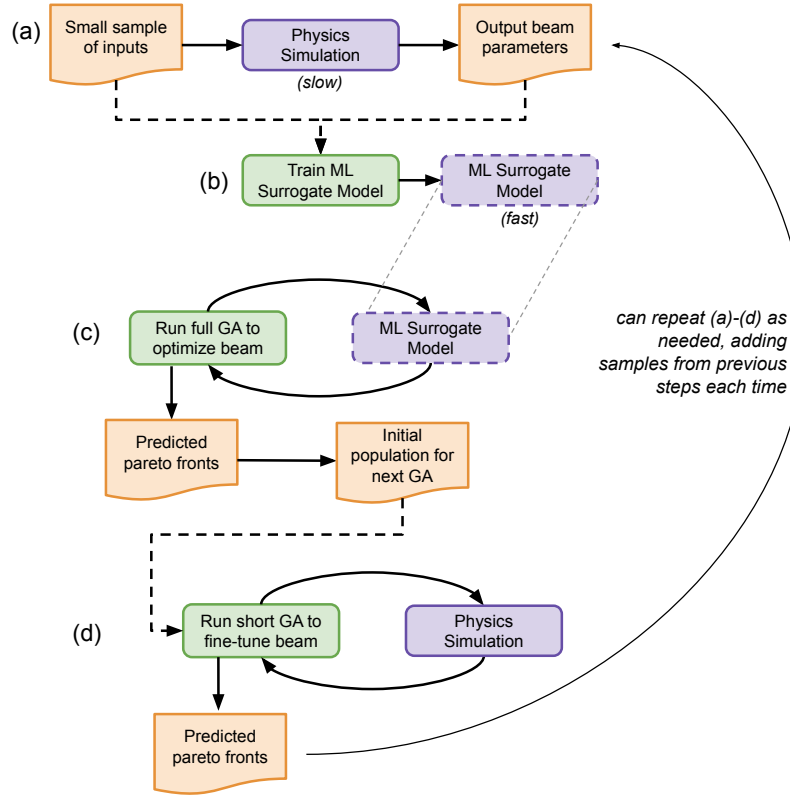 (a)
Small sample
of inputs
Physics
Simulation
(slow)
Output beam
parameters
(b)
Train ML
Surrogate Model
ML Surrogate
Model
(fast)
(c)
Run full GA to
optimize beam
ML Surrogate
Model
can repeat (a)-(d) as
needed, adding
samples from previous
steps each time
Predicted
pareto fronts
Initial
population for
next GA
(d)
Run short GA to
fine-tune beam
Physics
Simulation
Predicted
pareto fronts